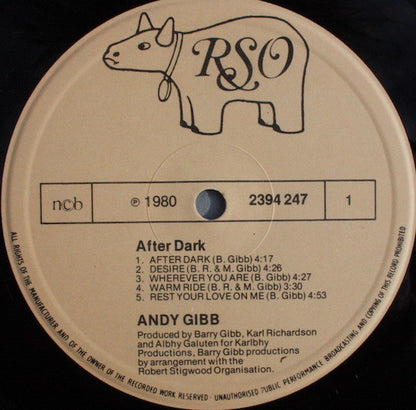 RSO
ncb
℗ 1980
2394 247
1
After Dark
1. AFTER DARK (B. Gibb) 4:17
2. DESIRE (B. R. & M. Gibb) 4:26
3. WHEREVER YOU ARE (B. Gibb) 4:27
4. WARM RIDE (B. R. & M. Gibb) 3:30
5. REST YOUR LOVE ON ME (B. Gibb) 4:53
ANDY GIBB
Produced by Barry Gibb, Karl Richardson
and Albhy Galuten for Karlbhy
Productions, Barry Gibb productions
by arrangement with the
Robert Stigwood Organisation.
ALL RIGHTS OF THE MANUFACTURER AND OF THE OWNER OF THE RECORDED WORK RESERVED · UNAUTHORISED PUBLIC PERFORMANCE BROADCASTING AND COPYING OF THIS RECORD PROHIBITED